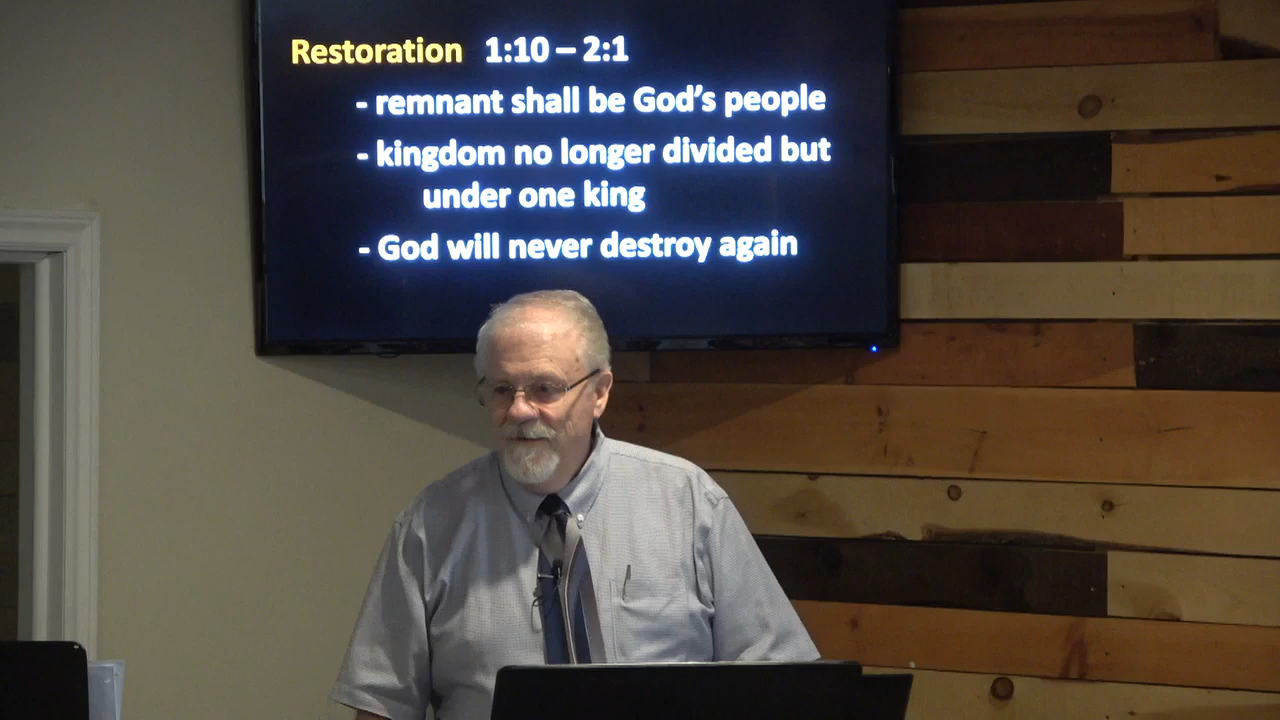 Restoration 1:10 – 2:1
- remnant shall be God's people
- kingdom no longer divided but
under one king
- God will never destroy again